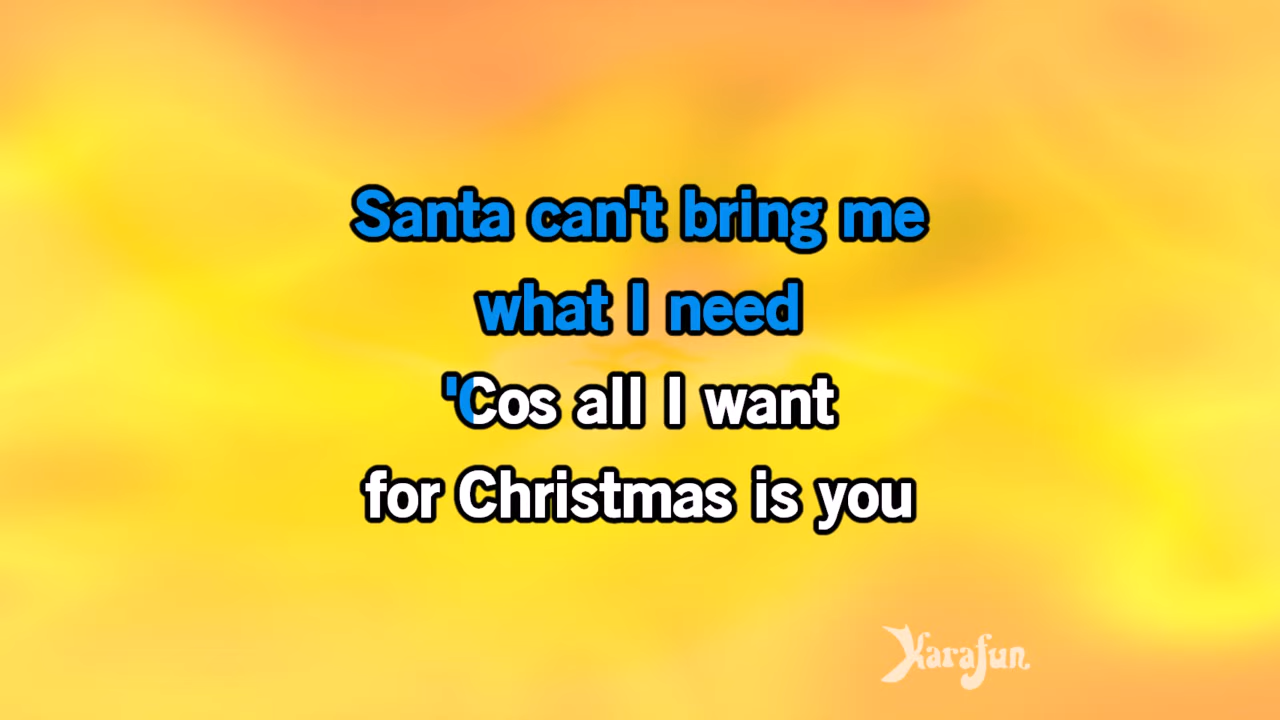 Santa can't bring me
what I need
'Cos all I want
for Christmas is you
Karafun